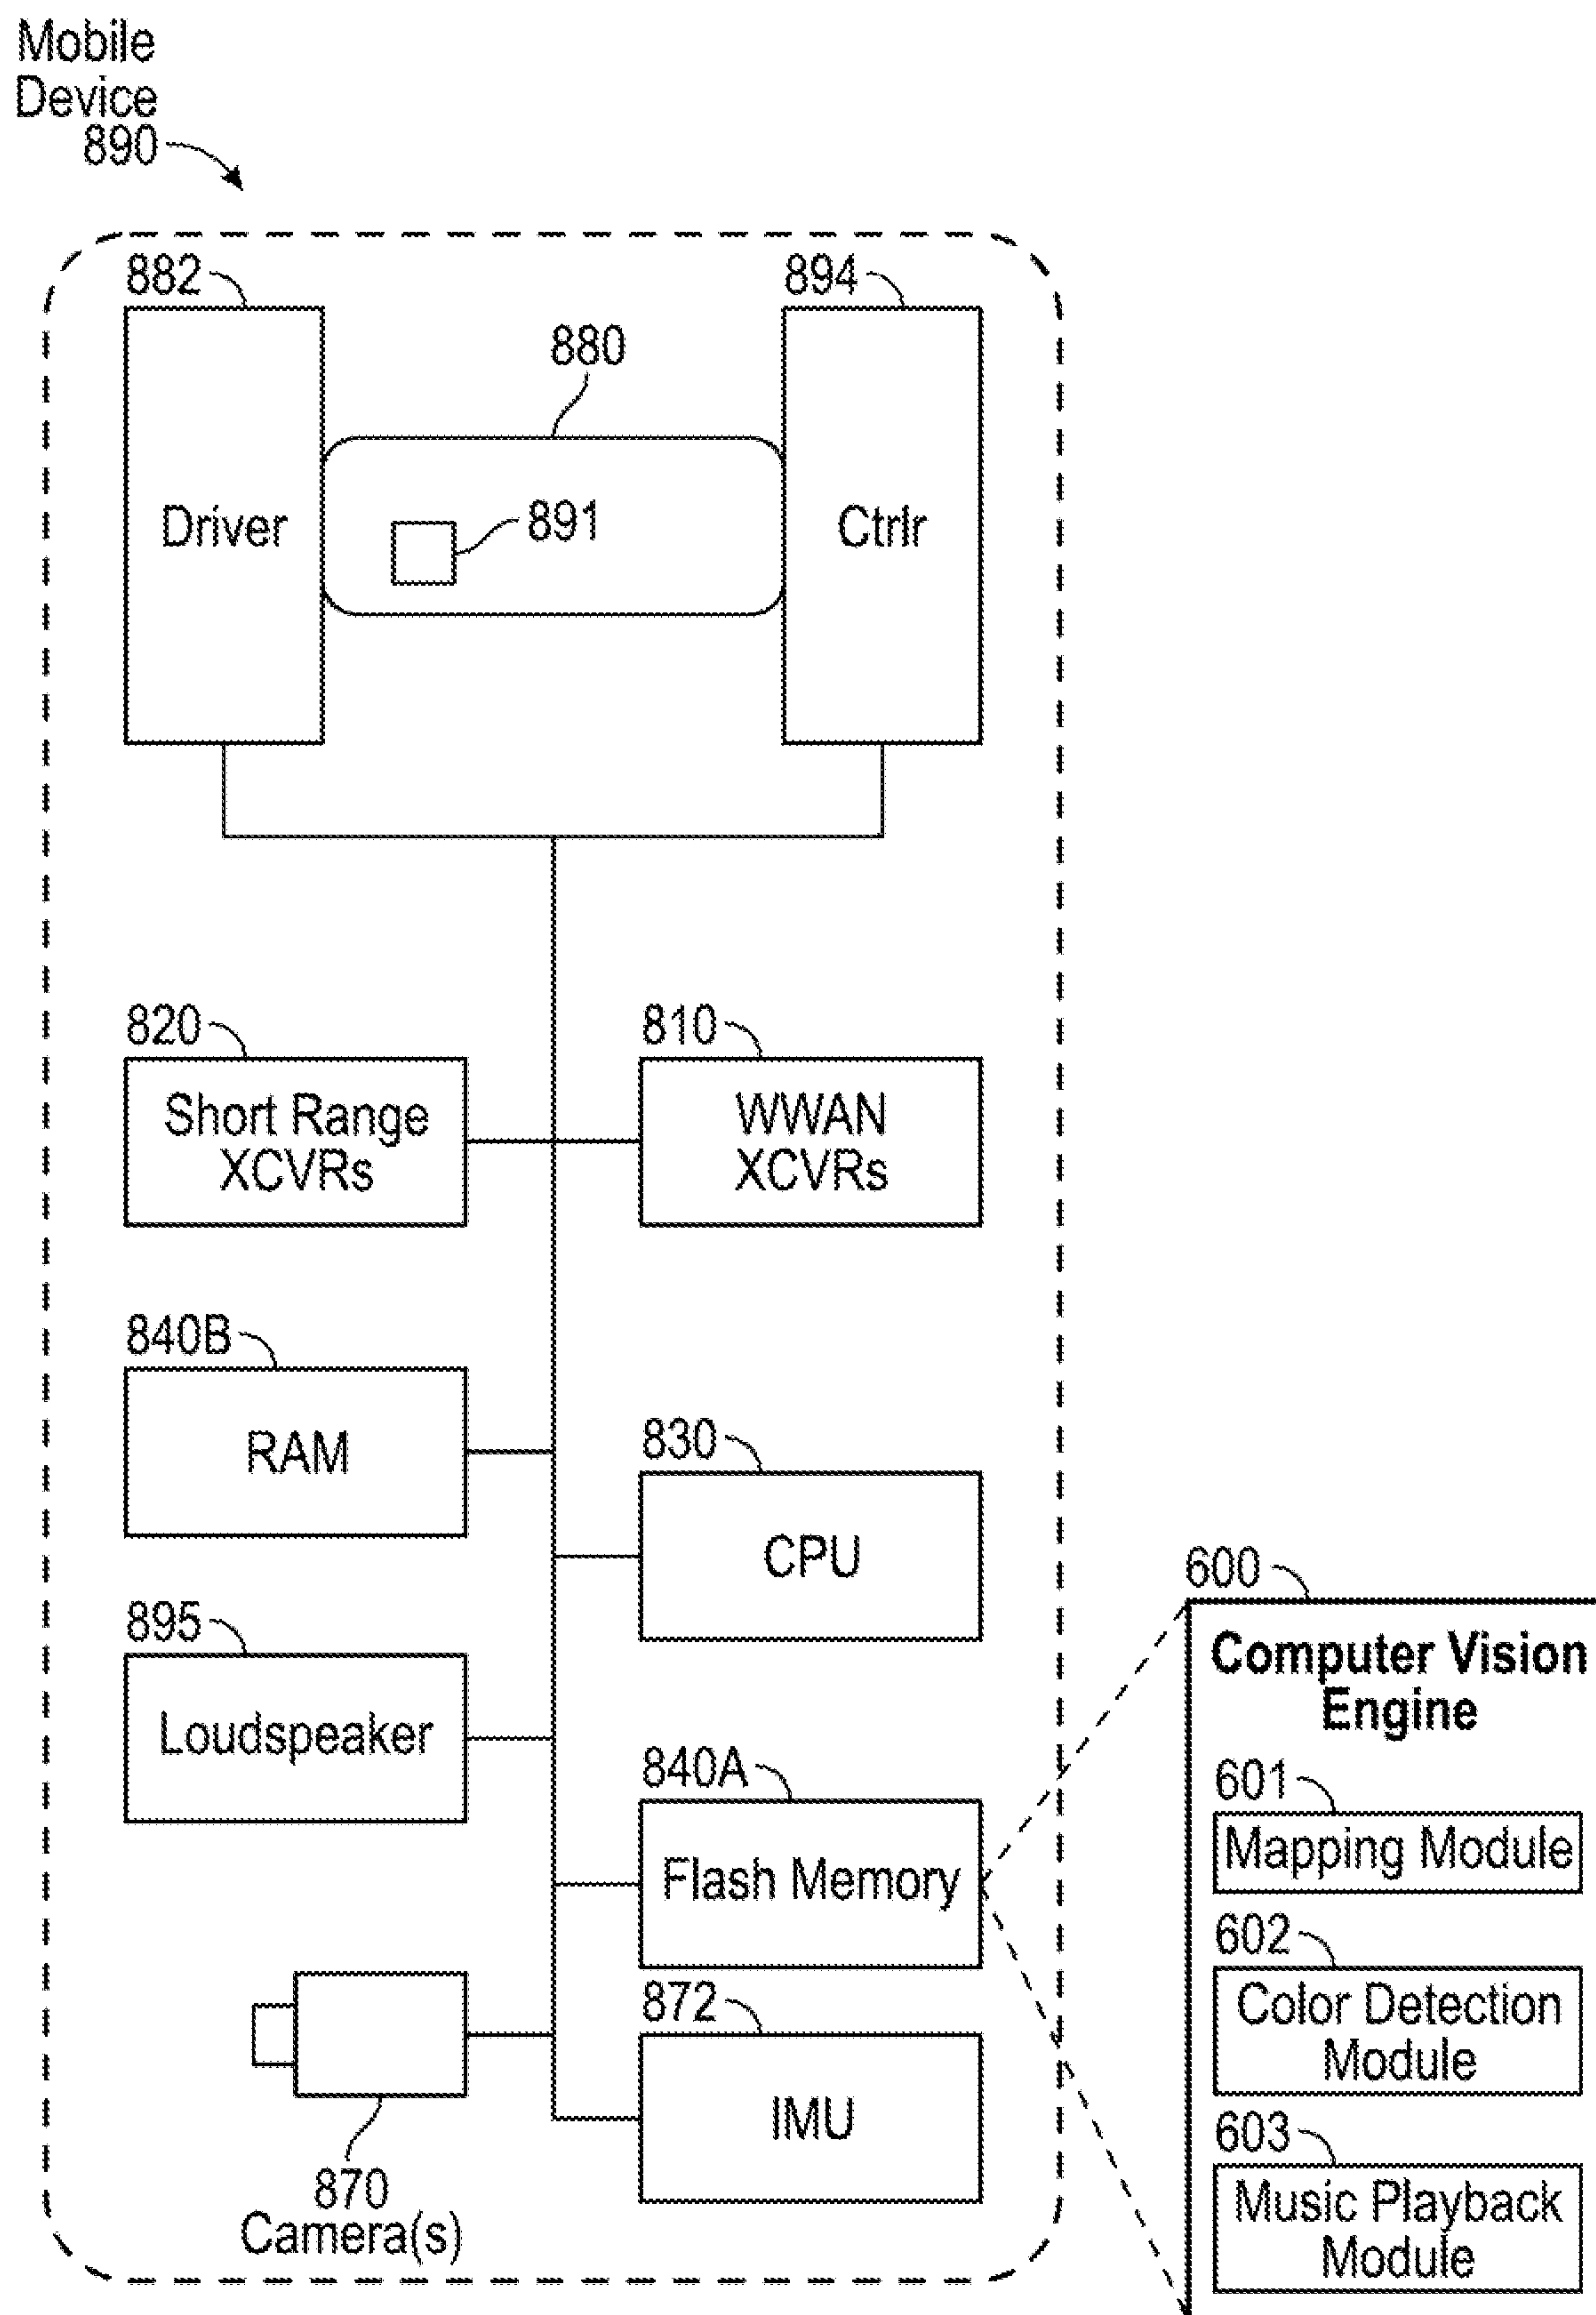 Mobile
Device
890
882
894
880
Driver
891
Ctrlr
820
810
Short Range
XCVRs
WWAN
XCVRs
840B
RAM
830
CPU
895
Loudspeaker
840A
Flash Memory
872
IMU
870
Camera(s)
600
Computer Vision
Engine
601
Mapping Module
602
Color Detection
Module
603
Music Playback
Module